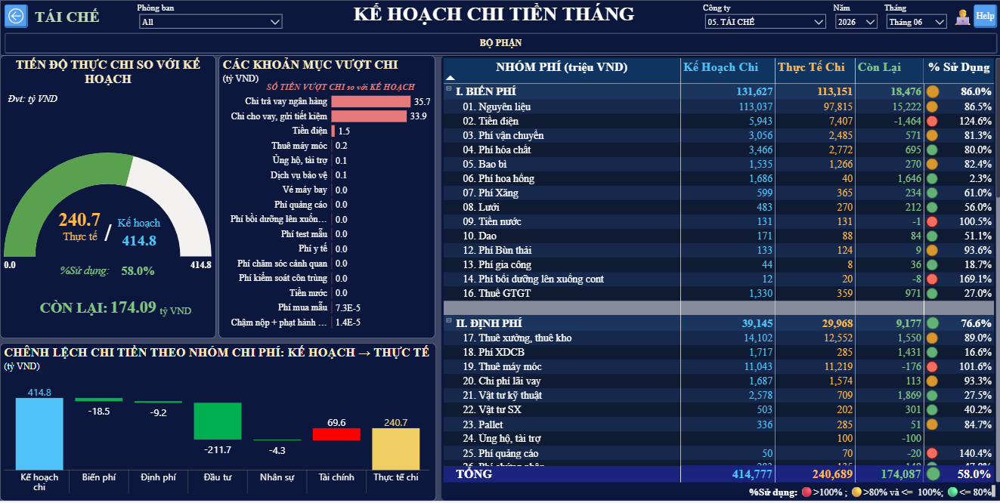 TÁI CHẾ
Phòng ban
All
KẾ HOẠCH CHI TIỀN THÁNG
Công ty
05. TÁI CHẾ
Năm
2026
Tháng
Tháng 06
Help
BỘ PHẬN
TIẾN ĐỘ THỰC CHI SO VỚI KẾ
HOẠCH
Đvt: tỷ VND
240.7
Thực tế
/
Kế hoạch
414.8
0.0
414.8
%Sử dụng: 58.0%
CÒN LẠI: 174.09 tỷ VND
CÁC KHOẢN MỤC VƯỢT CHI
(tỷ VND)
SỐ TIỀN VƯỢT CHI so với KẾ HOẠCH
Chi trả vay ngân hàng 35.7
Chi cho vay, gửi tiết kiệm 33.9
Tiền điện 1.5
Thuê máy móc 0.2
Ủng hộ, tài trợ 0.1
Dịch vụ bảo vệ 0.1
Vé máy bay 0.0
Phí quảng cáo 0.0
Phí bồi dưỡng lên xuốn... 0.0
Phí test mẫu 0.0
Phí y tế 0.0
Phí chăm sóc cảnh quan 0.0
Phí kiểm soát côn trùng 0.0
Tiền nước 0.0
Phí mua mẫu 7.3E-5
Chậm nộp + phạt hành ... 1.4E-5
CHÊNH LỆCH CHI TIỀN THEO NHÓM CHI PHÍ: KẾ HOẠCH → THỰC TẾ
(tỷ VND)
414.8
-18.5
-9.2
-211.7
-4.3
69.6
240.7
Kế hoạch
chi
Biến phí
Định phí
Đầu tư
Nhân sự
Tài chính
Thực tế chi
NHÓM PHÍ (triệu VND) Kế Hoạch Chi Thực Tế Chi Còn Lại % Sử Dụng
I. BIẾN PHÍ 131,627 113,151 18,476 86.0%
01. Nguyên liệu 113,037 97,815 15,222 86.5%
02. Tiền điện 5,943 7,407 -1,464 124.6%
03. Phí vận chuyển 3,056 2,485 571 81.3%
04. Phí hóa chất 3,466 2,772 695 80.0%
05. Bao bì 1,535 1,266 270 82.4%
06. Phí hoa hồng 1,686 40 1,646 2.3%
07. Phí Xăng 599 365 234 61.0%
08. Lưới 483 270 212 56.0%
09. Tiền nước 131 131 -1 100.5%
10. Dao 171 88 84 51.1%
12. Phí Bùn thải 133 124 9 93.6%
13. Phí gia công 44 8 36 18.7%
14. Phí bồi dưỡng lên xuống cont 12 20 -8 169.1%
16. Thuế GTGT 1,330 359 971 27.0%
II. ĐỊNH PHÍ 39,145 29,968 9,177 76.6%
17. Thuê xưởng, thuê kho 14,102 12,552 1,550 89.0%
18. Phí XDCB 1,717 285 1,431 16.6%
19. Thuê máy móc 11,043 11,219 -176 101.6%
20. Chi phí lãi vay 1,687 1,574 113 93.3%
21. Vật tư kỹ thuật 2,578 709 1,869 27.5%
22. Vật tư SX 503 202 301 40.2%
23. Pallet 336 285 51 84.7%
24. Ủng hộ, tài trợ 100 -100
25. Phí quảng cáo 50 70 -20 140.4%
TỔNG 414,777 240,689 174,087 58.0%
%Sử dụng: >100% ; >80% và <= 100%; <= 80%